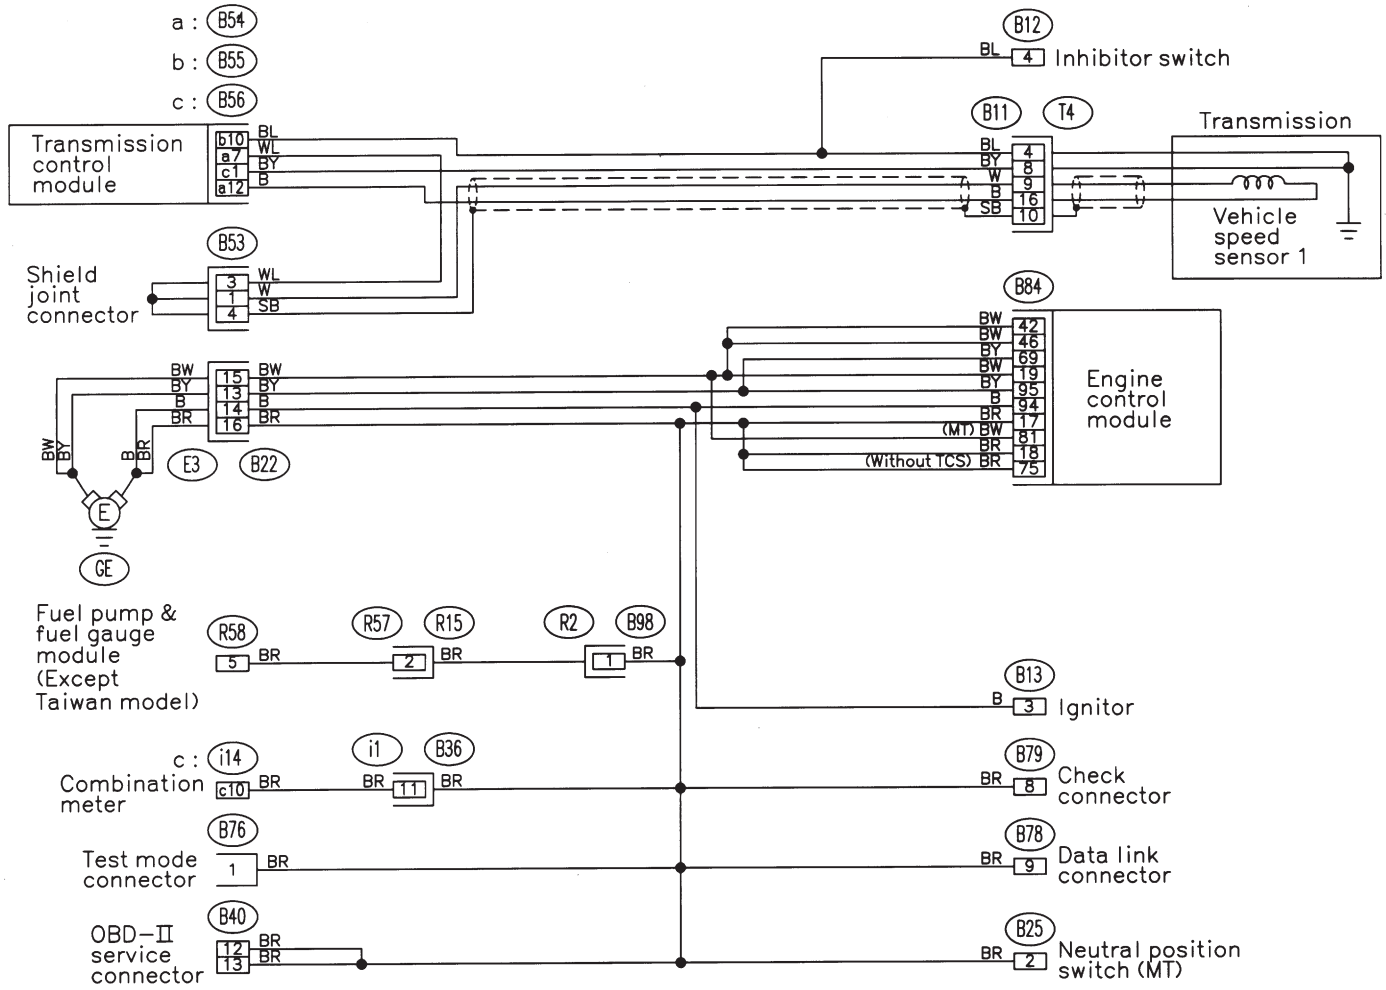 a : B54
b : B55
c : B56
Transmission
control
module
b10 BL
a7 WL
c1 BY
a12 B
B12
BL 4 Inhibitor switch
B11 T4
BL 4
BY 8
W 9
B 16
SB 10
Transmission
Vehicle
speed
sensor 1
B53
Shield
joint
connector
3 WL
1 W
4 SB
B84
BW 42
BW 46
BY 69
BW 19
BY 95
B 94
BR 17
(MT) BW 81
BR 18
(Without TCS) BR 75
Engine
control
module
BW 15 BW
BY 13 BY
B 14 B
BR 16 BR
E3 B22
BW BY B BR
E
GE
Fuel pump &
fuel gauge
module
(Except
Taiwan model)
R58
5 BR
R57 R15
2 BR
R2 B98
1 BR
B13
B 3 Ignitor
c : i14
Combination
meter
c10 BR
i1 B36
BR 11 BR
B79
BR 8 Check
connector
B76
Test mode
connector
1 BR
B78
BR 9 Data link
connector
B40
OBD-II
service
connector
12 BR
13 BR
B25
BR 2 Neutral position
switch (MT)